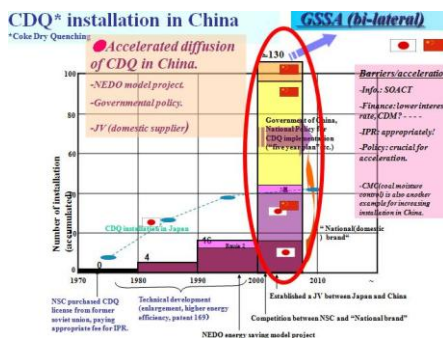 CDQ* installation in China
*Coke Dry Quenching
GSSA (bi-lateral)
Accelerated diffusion
of CDQ in China.
-NEDO model project.
-Governmental policy.
-JV (domestic supplier)
130
Barriers/acceleration
-Info.: SOACT
-Finance: lower interest
rate, CDM? - - - -
-IPR: appropriately!
-Policy: crucial for
acceleration.
-CMC(coal moisture
control) is also another
example for increasing
installation in China.
Government of China,
National Policy for
CDQ implementation
("five year plan" etc.)
Number of installation
(accumulated)
100
80
60
40
20
0
CDQ installation in Japan
0
4
16
"National(domestic
) brand"
1970
1980
1990
2000
2010
~
NSC purchased CDQ
license from former
soviet union, paying
appropriate fee for IPR.
Technical development
(enlargement, higher energy
efficiency, patent 169)
Established a JV between Japan and China
Competition between NSC and "National brand"
NEDO energy saving model project